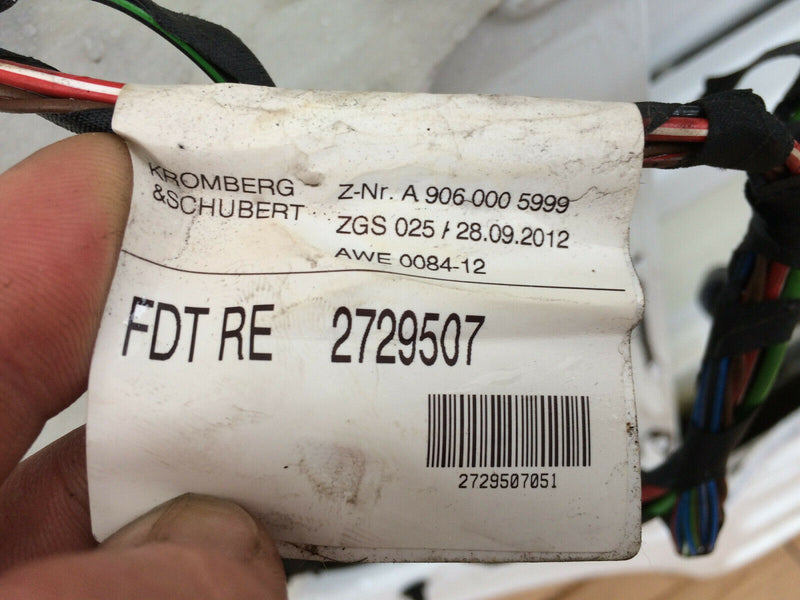 KROMBERG
&SCHUBERT
Z-Nr. A 906 000 5999
ZGS 025 / 28.09.2012
AWE 0084-12
FDT RE 2729507
2729507051